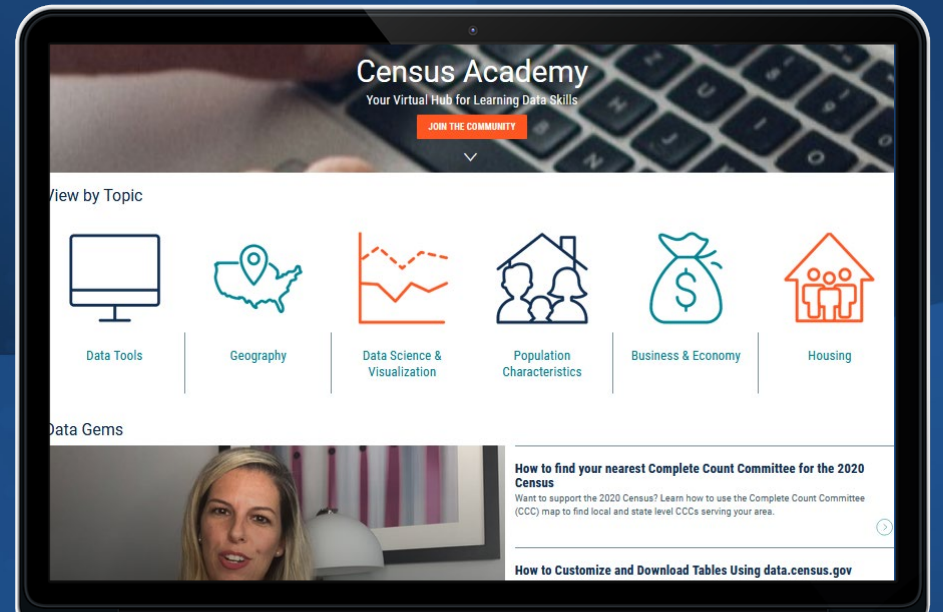 Census Academy
Your Virtual Hub for Learning Data Skills
JOIN THE COMMUNITY
View by Topic
Data Tools
Geography
Data Science &
Visualization
Population
Characteristics
Business & Economy
Housing
Data Gems
How to find your nearest Complete Count Committee for the 2020
Census
Want to support the 2020 Census? Learn how to use the Complete Count Committee
(CCC) map to find local and state level CCCs serving your area.
How to Customize and Download Tables Using data.census.gov